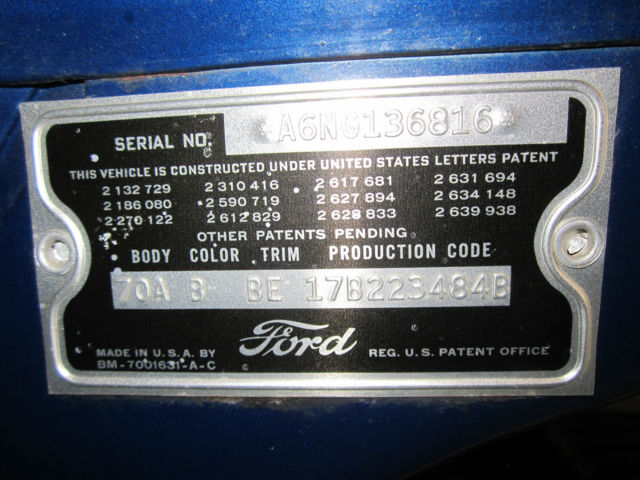 SERIAL NO. A6NG136816
THIS VEHICLE IS CONSTRUCTED UNDER UNITED STATES LETTERS PATENT
2 132 729 2 310 416 2 617 681 2 631 694
2 186 080 2 590 719 2 627 894 2 634 148
2 270 122 2 612 829 2 628 833 2 639 938
OTHER PATENTS PENDING
BODY COLOR TRIM PRODUCTION CODE
70A B BE 17B223484B
MADE IN U.S.A. BY Ford REG. U.S. PATENT OFFICE
BM-7001631-A-C